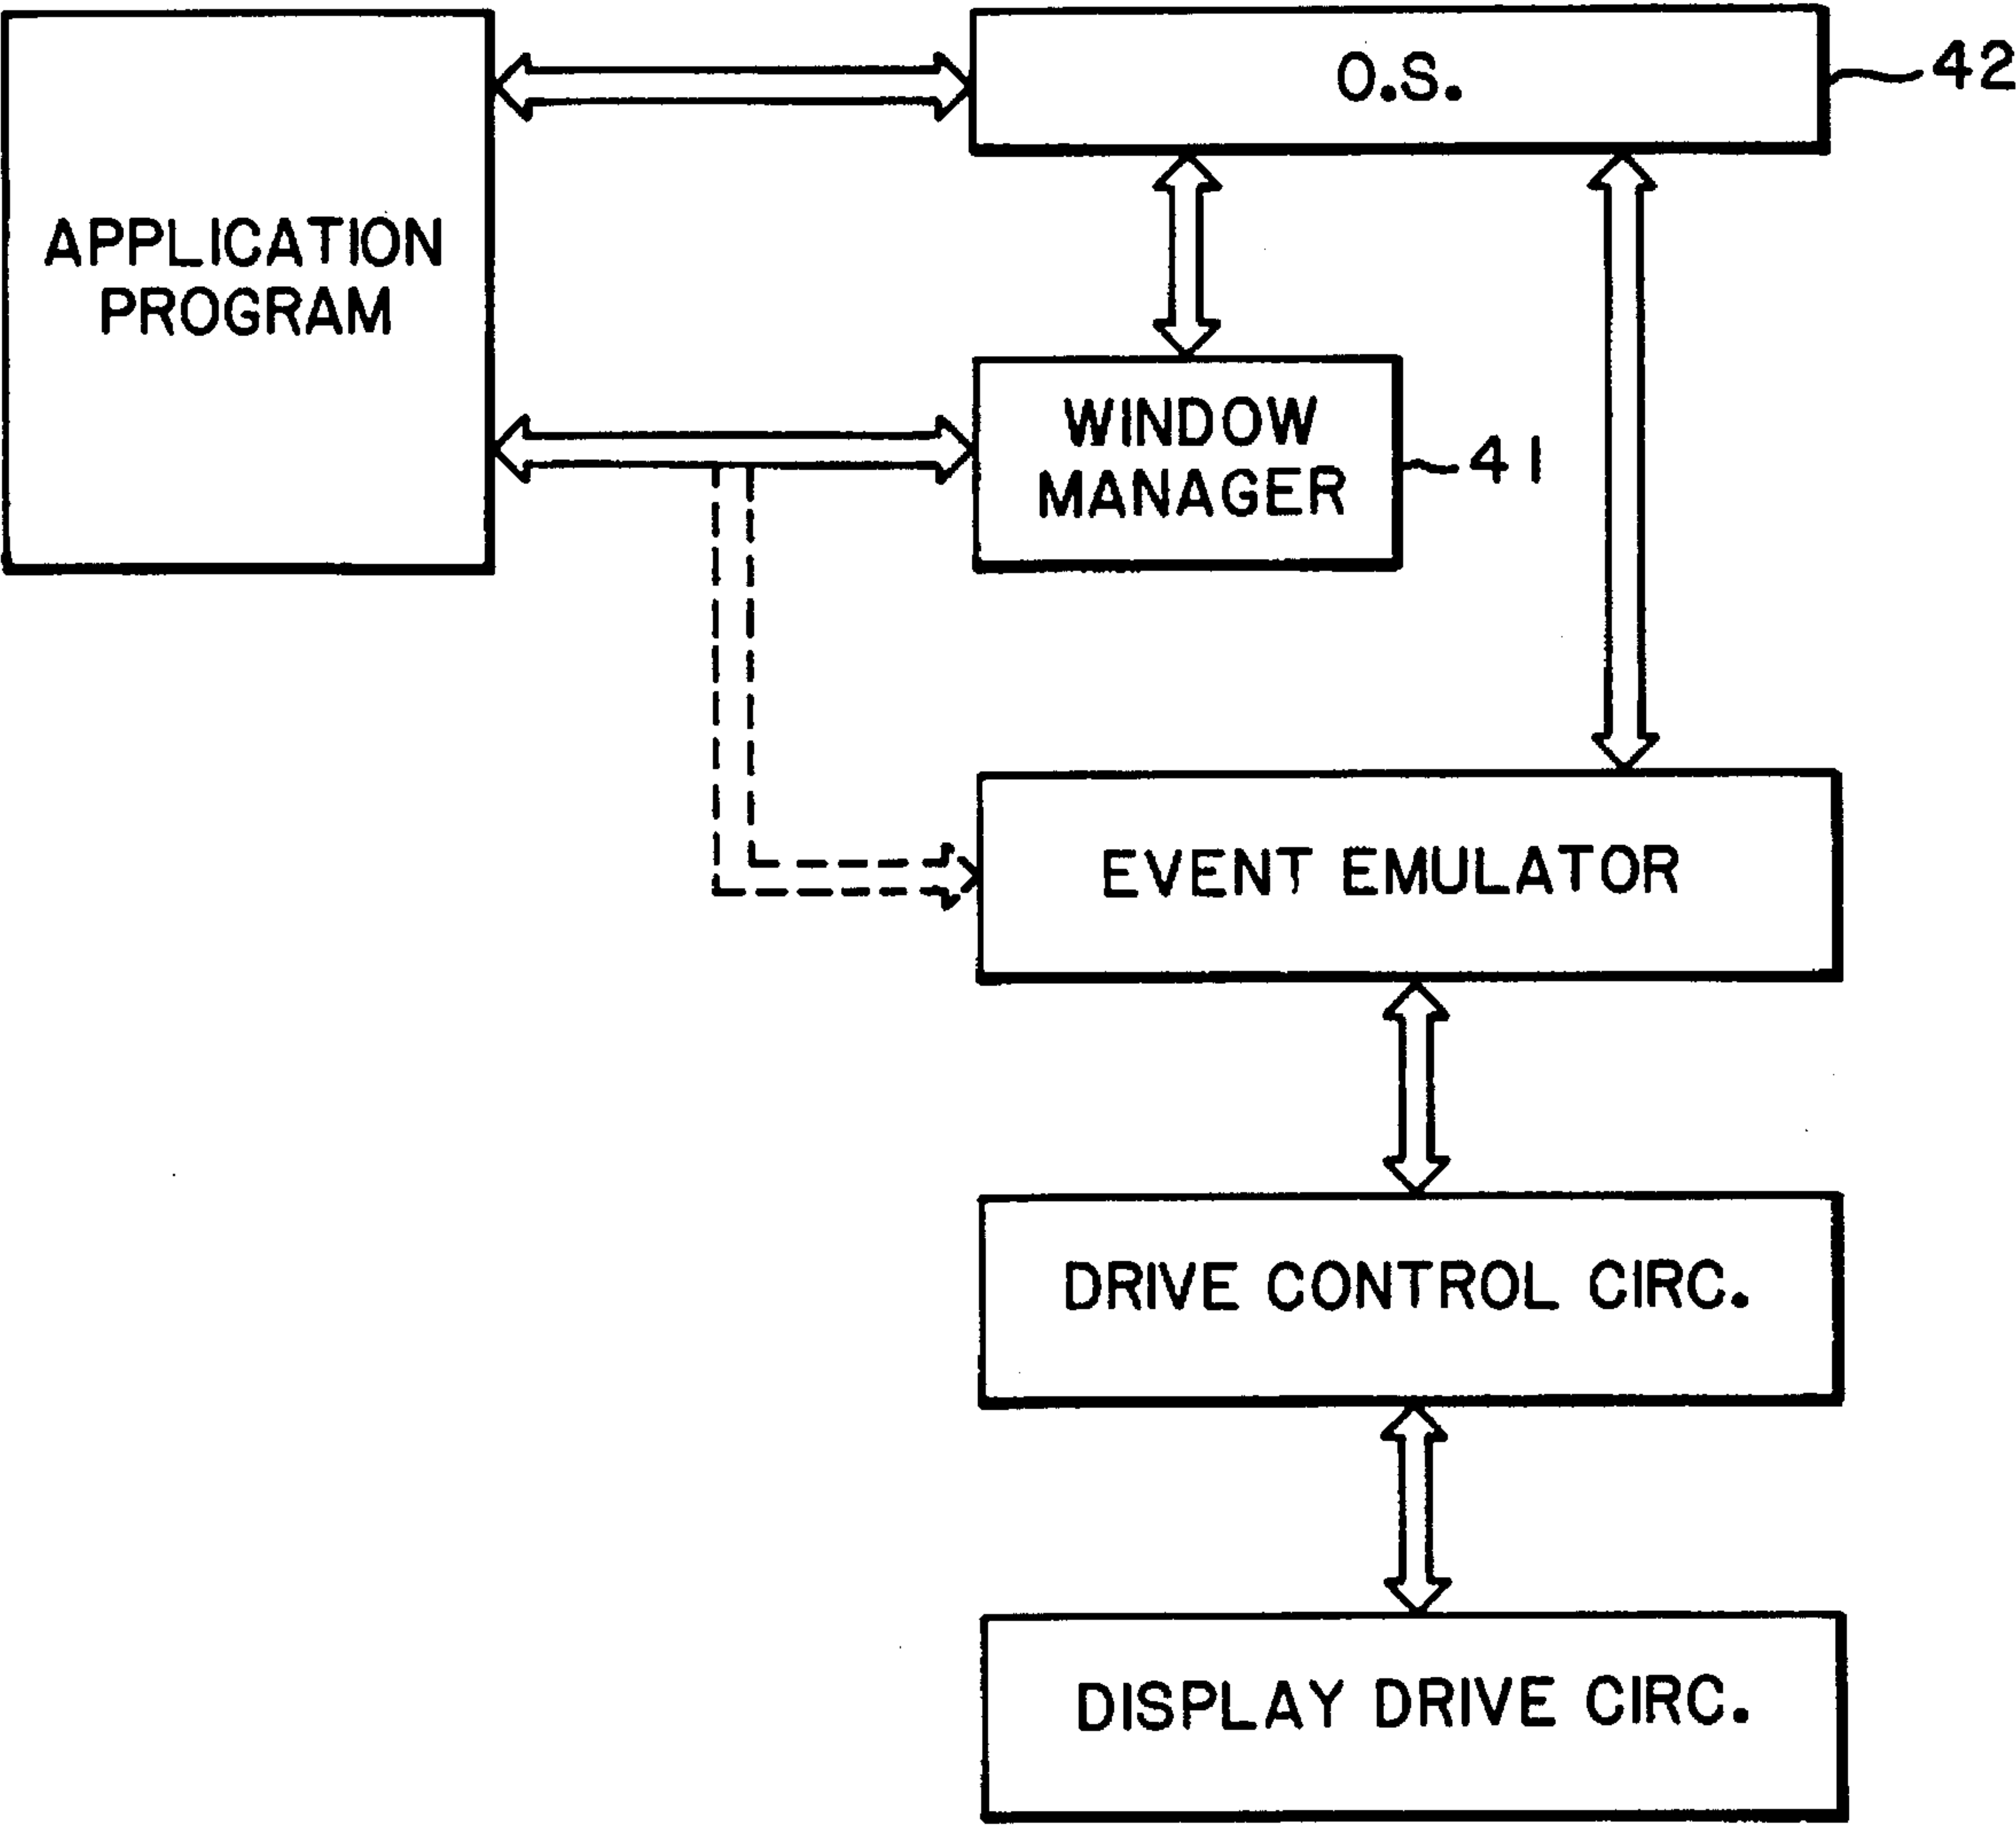 O.S.
42
APPLICATION
PROGRAM
WINDOW
MANAGER
41
EVENT EMULATOR
DRIVE CONTROL CIRC.
DISPLAY DRIVE CIRC.